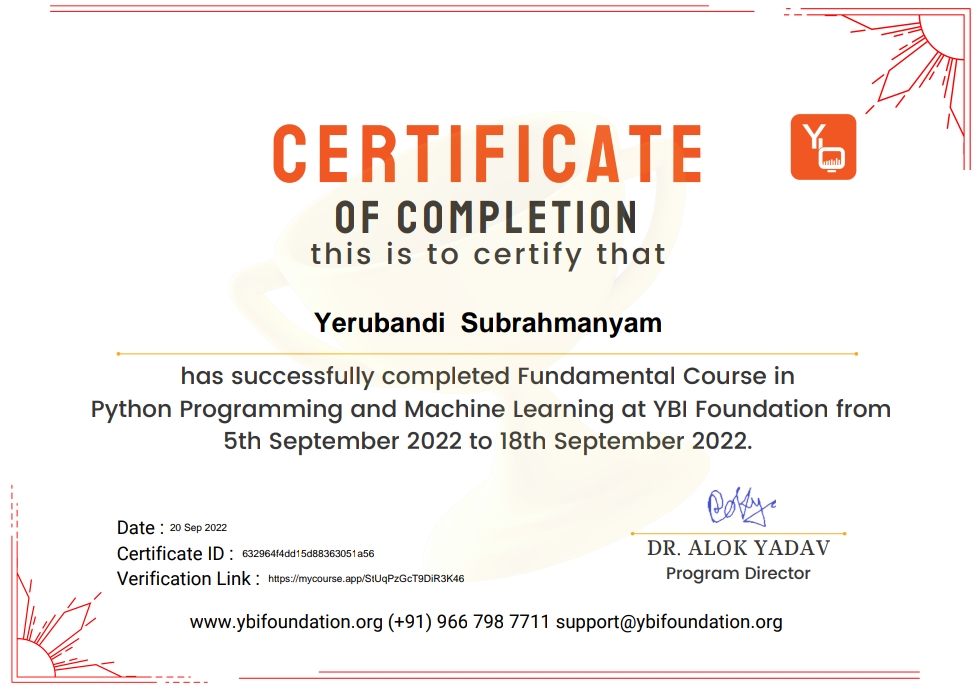 CERTIFICATE
OF COMPLETION
this is to certify that
Yerubandi Subrahmanyam
has successfully completed Fundamental Course in
Python Programming and Machine Learning at YBI Foundation from
5th September 2022 to 18th September 2022.
Date : 20 Sep 2022
Certificate ID : 632964f4dd15d88363051a56
Verification Link : https://mycourse.app/StUqPzGcT9DiR3K46
DR. ALOK YADAV
Program Director
www.ybifoundation.org (+91) 966 798 7711 support@ybifoundation.org